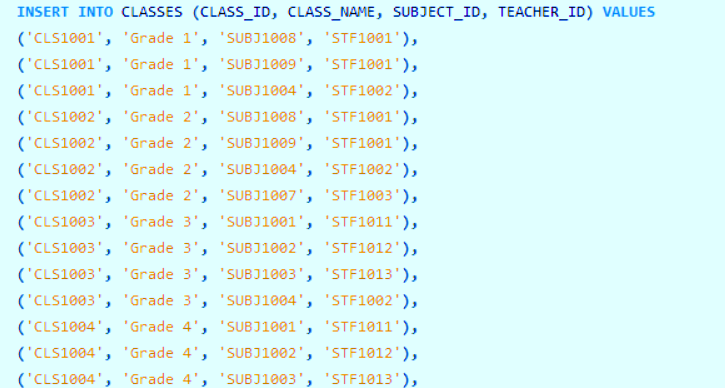 INSERT INTO CLASSES (CLASS_ID, CLASS_NAME, SUBJECT_ID, TEACHER_ID) VALUES
('CLS1001', 'Grade 1', 'SUBJ1008', 'STF1001'),
('CLS1001', 'Grade 1', 'SUBJ1009', 'STF1001'),
('CLS1001', 'Grade 1', 'SUBJ1004', 'STF1002'),
('CLS1002', 'Grade 2', 'SUBJ1008', 'STF1001'),
('CLS1002', 'Grade 2', 'SUBJ1009', 'STF1001'),
('CLS1002', 'Grade 2', 'SUBJ1004', 'STF1002'),
('CLS1002', 'Grade 2', 'SUBJ1007', 'STF1003'),
('CLS1003', 'Grade 3', 'SUBJ1001', 'STF1011'),
('CLS1003', 'Grade 3', 'SUBJ1002', 'STF1012'),
('CLS1003', 'Grade 3', 'SUBJ1003', 'STF1013'),
('CLS1003', 'Grade 3', 'SUBJ1004', 'STF1002'),
('CLS1004', 'Grade 4', 'SUBJ1001', 'STF1011'),
('CLS1004', 'Grade 4', 'SUBJ1002', 'STF1012'),
('CLS1004', 'Grade 4', 'SUBJ1003', 'STF1013'),